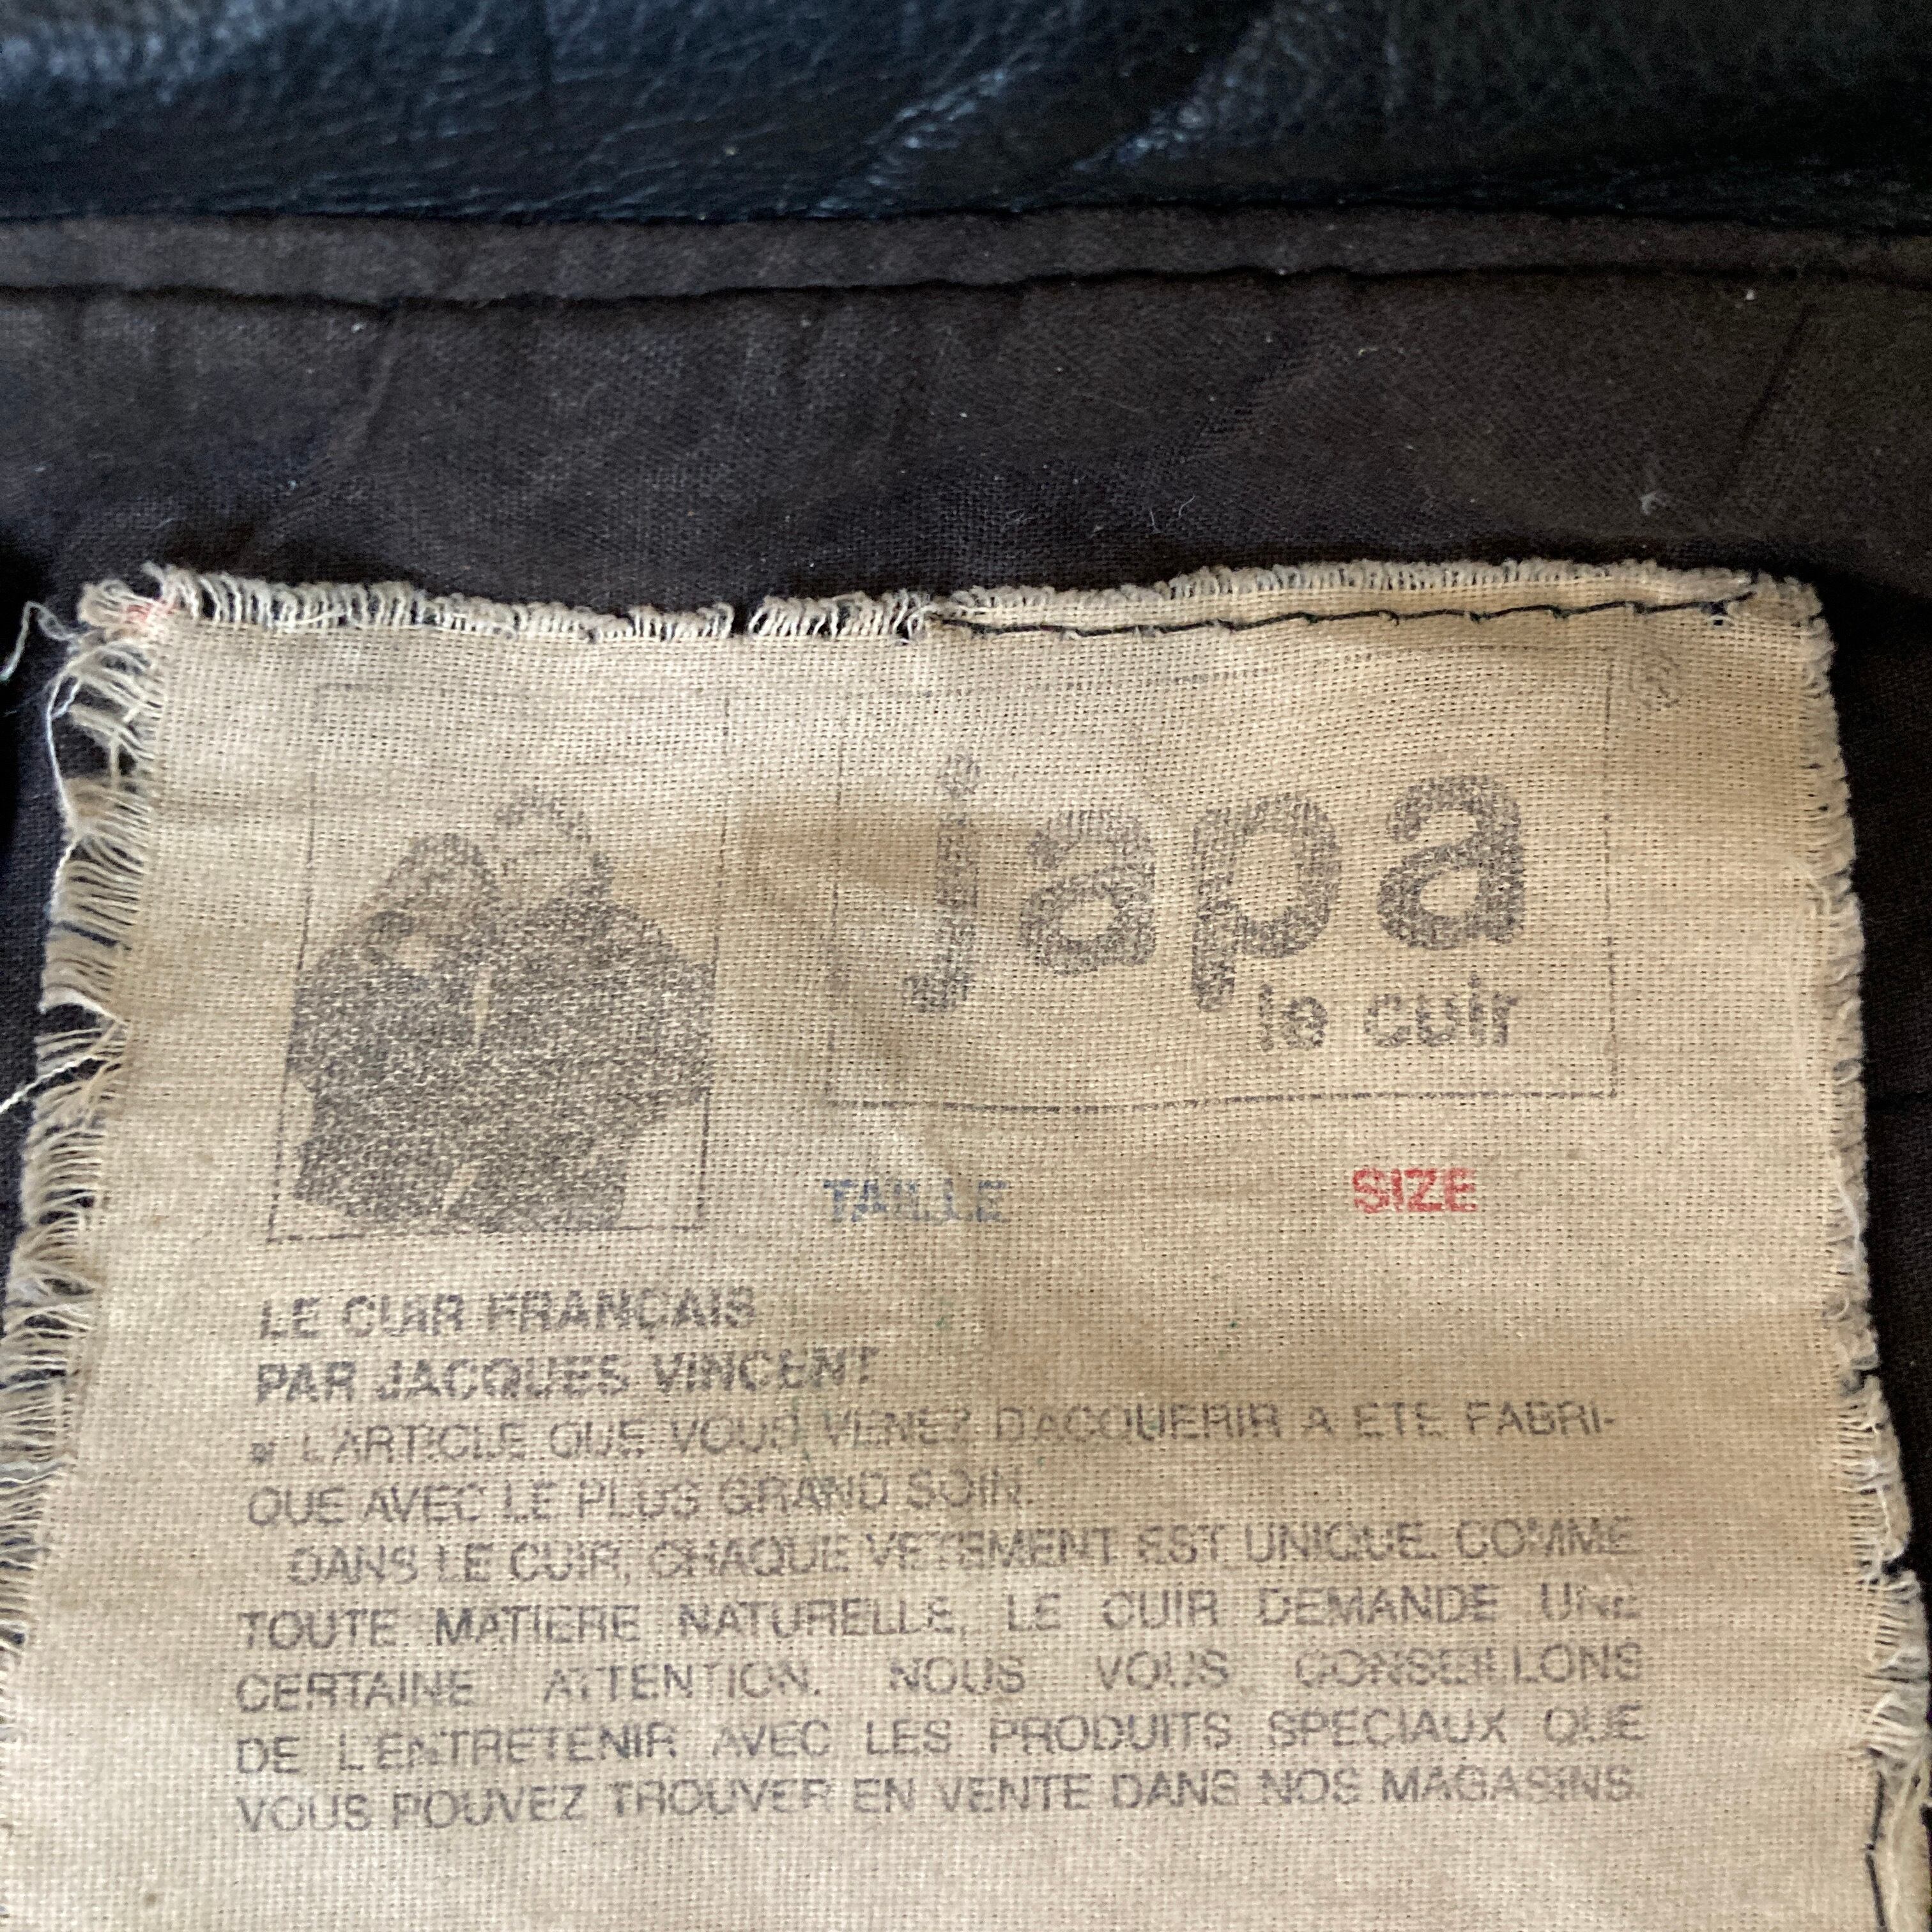 japa
le cuir
TAILLE SIZE
LE CUIR FRANÇAIS
PAR JACQUES VINCENT
L'ARTICLE QUE VOUS VENEZ D'ACQUERIR A ETE FABRI-
QUE AVEC LE PLUS GRAND SOIN.
DANS LE CUIR, CHAQUE VETEMENT EST UNIQUE. COMME
TOUTE MATIERE NATURELLE, LE CUIR DEMANDE UNE
CERTAINE ATTENTION. NOUS VOUS CONSEILLONS
DE L'ENTRETENIR AVEC LES PRODUITS SPECIAUX QUE
VOUS POUVEZ TROUVER EN VENTE DANS NOS MAGASINS.